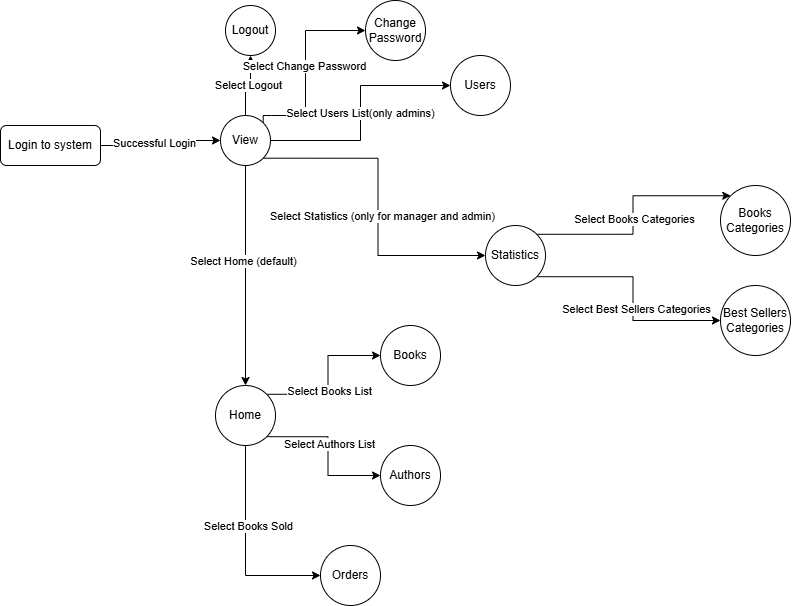 Logout
Change
Password
Select Change Password
Select Logout
Users
Select Users List(only admins)
Login to system
Successful Login
View
Select Statistics (only for manager and admin)
Select Books Categories
Books
Categories
Statistics
Select Home (default)
Select Best Sellers Categories
Best Sellers
Categories
Books
Select Books List
Home
Select Authors List
Authors
Select Books Sold
Orders